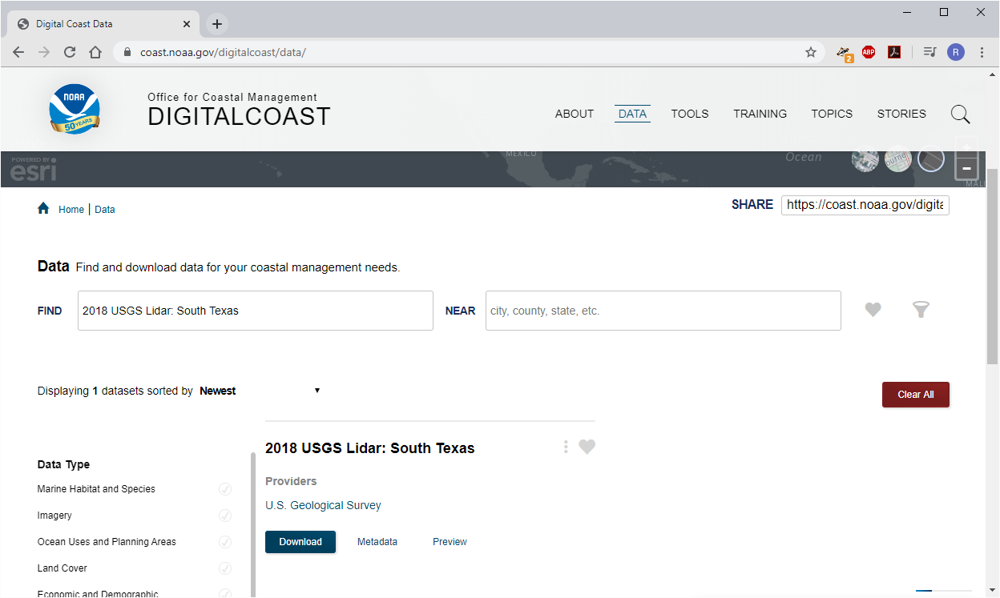 Digital Coast Data
coast.noaa.gov/digitalcoast/data/
2
ABP
R
NOAA
50 YEARS
Office for Coastal Management
DIGITALCOAST
ABOUT
DATA
TOOLS
TRAINING
TOPICS
STORIES
POWERED BY
esri
MEXICO
Ocean
MALI
Home | Data
SHARE
https://coast.noaa.gov/digita
Data Find and download data for your coastal management needs.
FIND
2018 USGS Lidar: South Texas
NEAR
city, county, state, etc.
Displaying 1 datasets sorted by Newest
Clear All
2018 USGS Lidar: South Texas
Providers
U.S. Geological Survey
Download
Metadata
Preview
Data Type
Marine Habitat and Species
Imagery
Ocean Uses and Planning Areas
Land Cover
Economic and Demographic